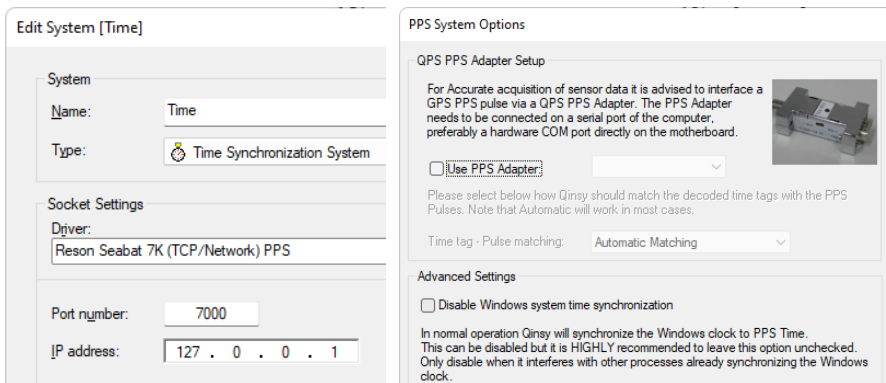 Edit System [Time]
System
Name:
Time
Type:
Time Synchronization System
Socket Settings
Driver:
Reson Seabat 7K (TCP/Network) PPS
Port number:
7000
IP address:
127 . 0 . 0 . 1
PPS System Options
QPS PPS Adapter Setup
For Accurate acquisition of sensor data it is advised to interface a
GPS PPS pulse via a QPS PPS Adapter. The PPS Adapter
needs to be connected on a serial port of the computer,
preferably a hardware COM port directly on the motherboard.
Use PPS Adapter:
Please select below how Qinsy should match the decoded time tags with the PPS
Pulses. Note that Automatic will work in most cases.
Time tag - Pulse matching:
Automatic Matching
Advanced Settings
Disable Windows system time synchronization
In normal operation Qinsy will synchronize the Windows clock to PPS Time.
This can be disabled but it is HIGHLY recommended to leave this option unchecked.
Only disable when it interferes with other processes already synchronizing the Windows
clock.